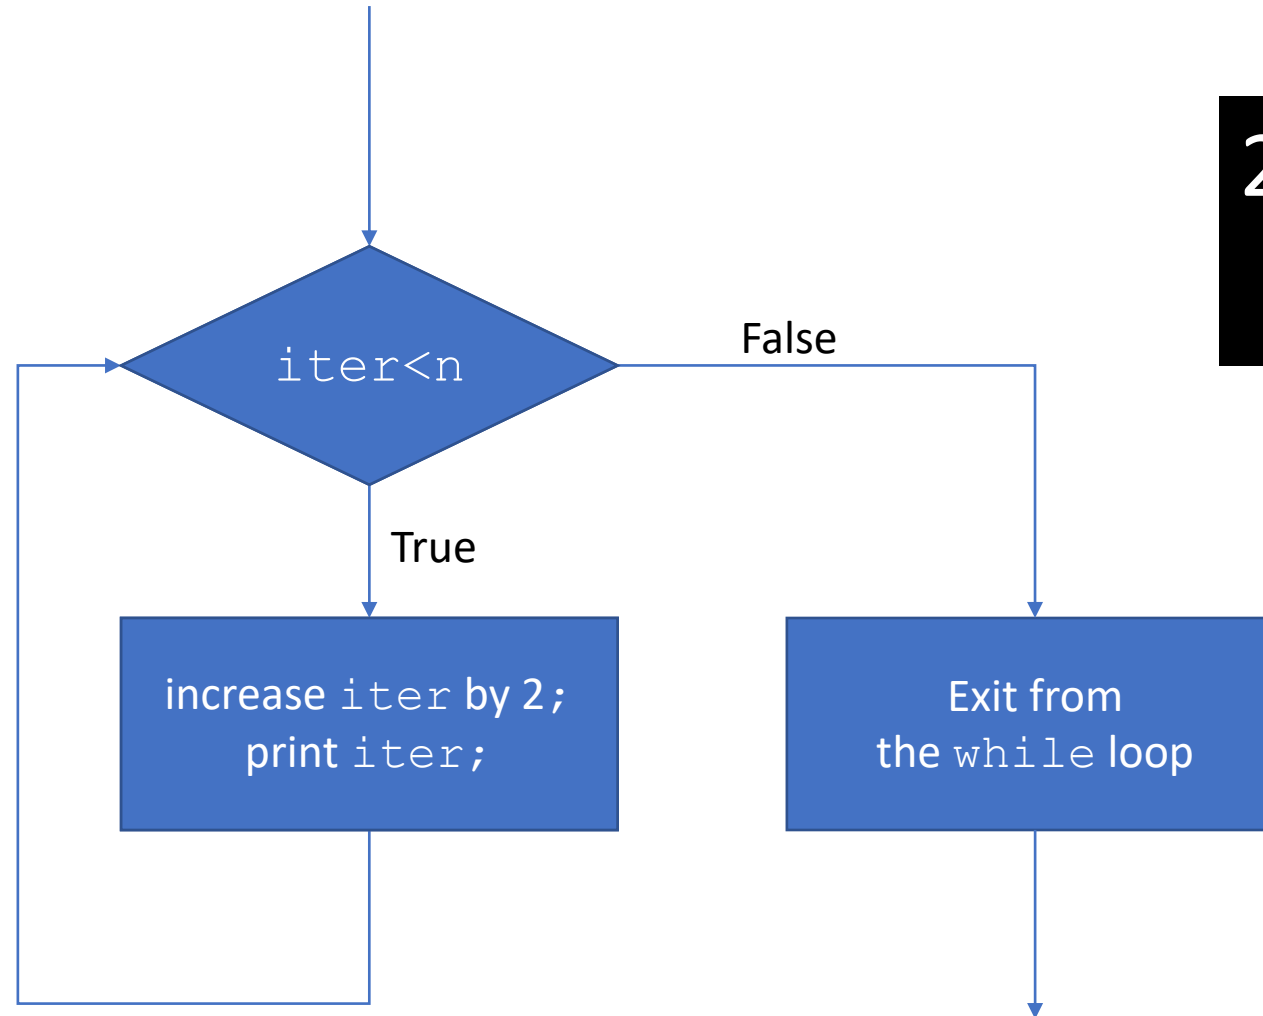 iter<n
False
True
increase iter by 2;
print iter;
Exit from
the while loop